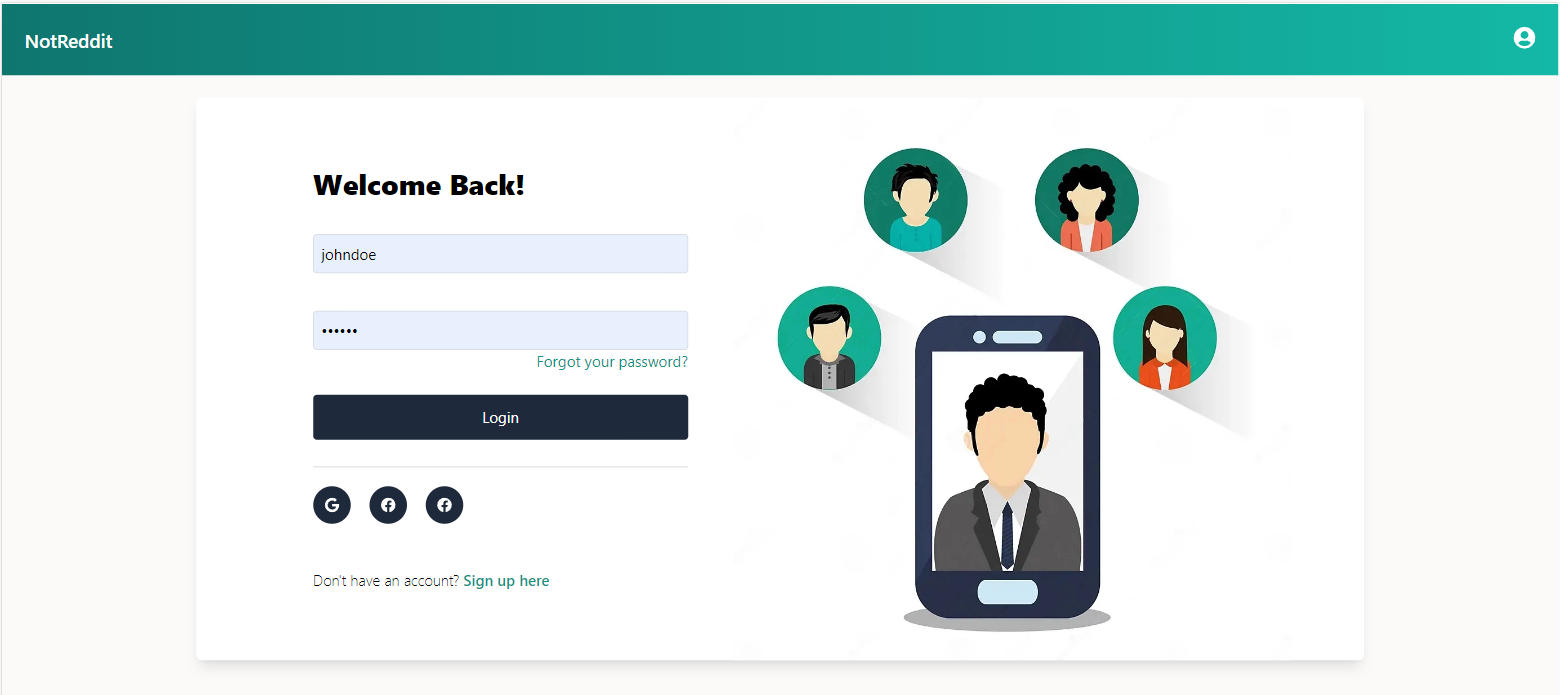 NotReddit
Welcome Back!
johndoe
••••••
Forgot your password?
Login
Don't have an account? Sign up here